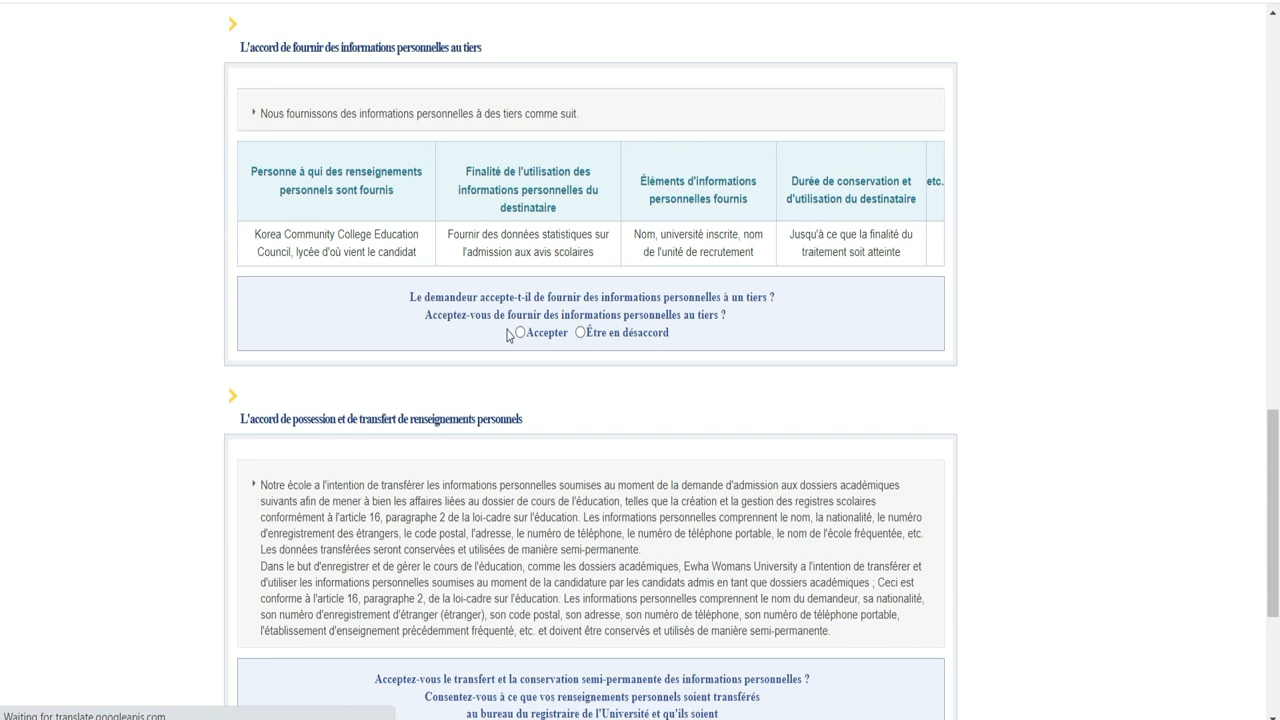 L'accord de fournir des informations personnelles au tiers
Nous fournissons des informations personnelles à des tiers comme suit.
Personne à qui des renseignements
personnels sont fournis
Finalité de l'utilisation des
informations personnelles du
destinataire
Éléments d'informations
personnelles fournis
Durée de conservation et
d'utilisation du destinataire
etc.
Korea Community College Education
Council, lycée d'où vient le candidat
Fournir des données statistiques sur
l'admission aux avis scolaires
Nom, université inscrite, nom
de l'unité de recrutement
Jusqu'à ce que la finalité du
traitement soit atteinte
Le demandeur accepte-t-il de fournir des informations personnelles à un tiers ?
Acceptez-vous de fournir des informations personnelles au tiers ?
Accepter Être en désaccord
L'accord de possession et de transfert de renseignements personnels
Notre école a l'intention de transférer les informations personnelles soumises au moment de la demande d'admission aux dossiers académiques
suivants afin de mener à bien les affaires liées au dossier de cours de l'éducation, telles que la création et la gestion des registres scolaires
conformément à l'article 16, paragraphe 2 de la loi-cadre sur l'éducation. Les informations personnelles comprennent le nom, la nationalité, le numéro
d'enregistrement des étrangers, le code postal, l'adresse, le numéro de téléphone, le numéro de téléphone portable, le nom de l'école fréquentée, etc.
Les données transférées seront conservées et utilisées de manière semi-permanente.
Dans le but d'enregistrer et de gérer le cours de l'éducation, comme les dossiers académiques, Ewha Womans University a l'intention de transférer et
d'utiliser les informations personnelles soumises au moment de la candidature par les candidats admis en tant que dossiers académiques ; Ceci est
conforme à l'article 16, paragraphe 2, de la loi-cadre sur l'éducation. Les informations personnelles comprennent le nom du demandeur, sa nationalité,
son numéro d'enregistrement d'étranger (étranger), son code postal, son adresse, son numéro de téléphone, son numéro de téléphone portable,
l'établissement d'enseignement précédemment fréquenté, etc. et doivent être conservés et utilisés de manière semi-permanente.
Acceptez-vous le transfert et la conservation semi-permanente des informations personnelles ?
Consentez-vous à ce que vos renseignements personnels soient transférés
au bureau du registraire de l'Université et qu'ils soient
Waiting for translate.googleapis.com